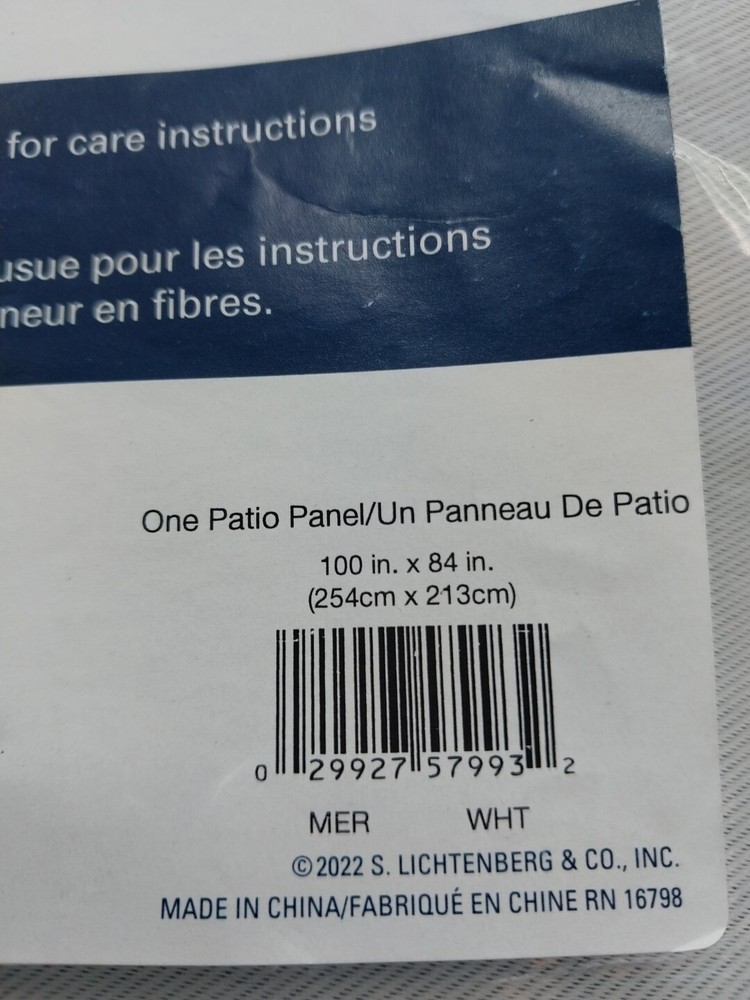 for care instructions
usue pour les instructions
neur en fibres.
One Patio Panel/Un Panneau De Patio
100 in. x 84 in.
(254cm x 213cm)
0 29927 57993 2
MER WHT
©2022 S. LICHTENBERG & CO., INC.
MADE IN CHINA/FABRIQUÉ EN CHINE RN 16798